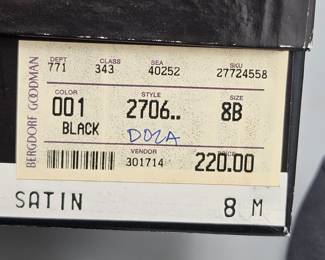 BERGDORF GOODMAN
DEPT CLASS SEA SKU
771 343 40252 27724558
COLOR STYLE SIZE
001 2706.. 8B
BLACK
VENDOR PRICE
301714 220.00
SATIN 8 M